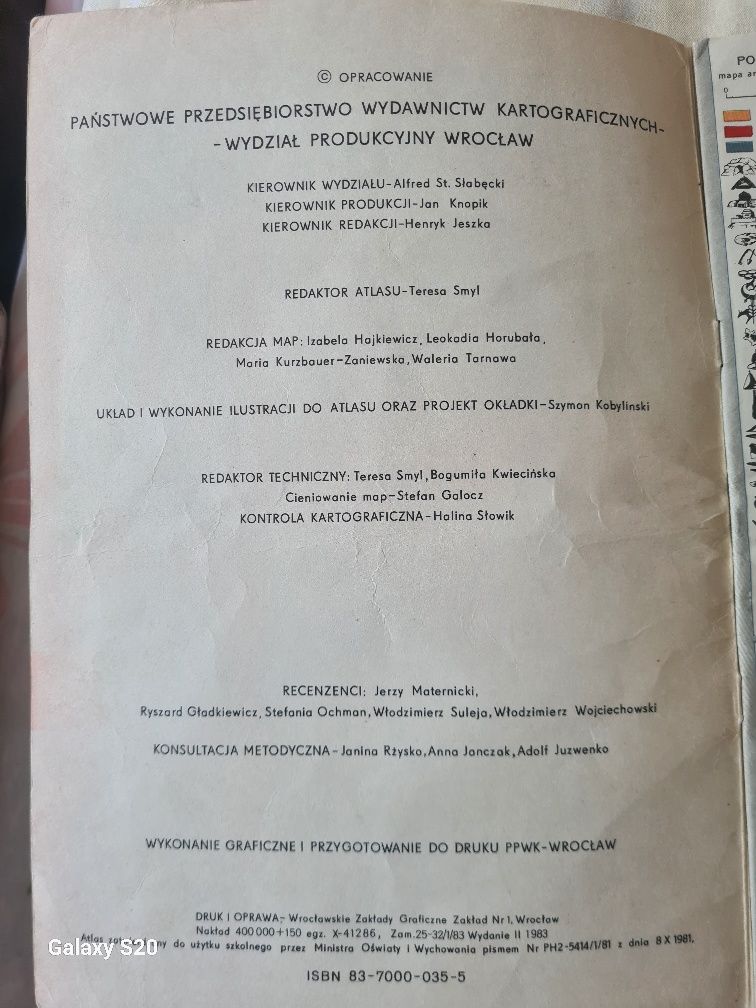 © OPRACOWANIE
PAŃSTWOWE PRZEDSIĘBIORSTWO WYDAWNICTW KARTOGRAFICZNYCH-
-WYDZIAŁ PRODUKCYJNY WROCŁAW
KIEROWNIK WYDZIAŁU-Alfred St. Słabęcki
KIEROWNIK PRODUKCJI-Jan Knopik
KIEROWNIK REDAKCJI-Henryk Jeszka
REDAKTOR ATLASU-Teresa Smyl
REDAKCJA MAP: Izabela Hajkiewicz, Leokadia Horubała,
Maria Kurzbauer-Zaniewska, Waleria Tarnawa
UKŁAD I WYKONANIE ILUSTRACJI DO ATLASU ORAZ PROJEKT OKŁADKI-Szymon Kobylinski
REDAKTOR TECHNICZNY: Teresa Smyl, Bogumiła Kwiecińska
Cieniowanie map-Stefan Galocz
KONTROLA KARTOGRAFICZNA-Halina Słowik
RECENZENCI: Jerzy Maternicki,
Ryszard Gładkiewicz, Stefania Ochman, Włodzimierz Suleja, Włodzimierz Wojciechowski
KONSULTACJA METODYCZNA-Janina Rżysko, Anna Janczak, Adolf Juzwenko
WYKONANIE GRAFICZNE I PRZYGOTOWANIE DO DRUKU PPWK-WROCŁAW
DRUK I OPRAWA;- Wrocławskie Zakłady Graficzne Zakład Nr 1, Wrocław
Nakład 400 000+150 egz. X-41286, Zam.25-32/1/83 Wydanie II 1983
Atlas do użytku szkolnego przez Ministra Oświaty i Wychowania pismem Nr PH2-5414/1/81 z dnia 8 X 1981.
Galaxy S20
ISBN 83-7000-035-5
PO
mapa ar
0